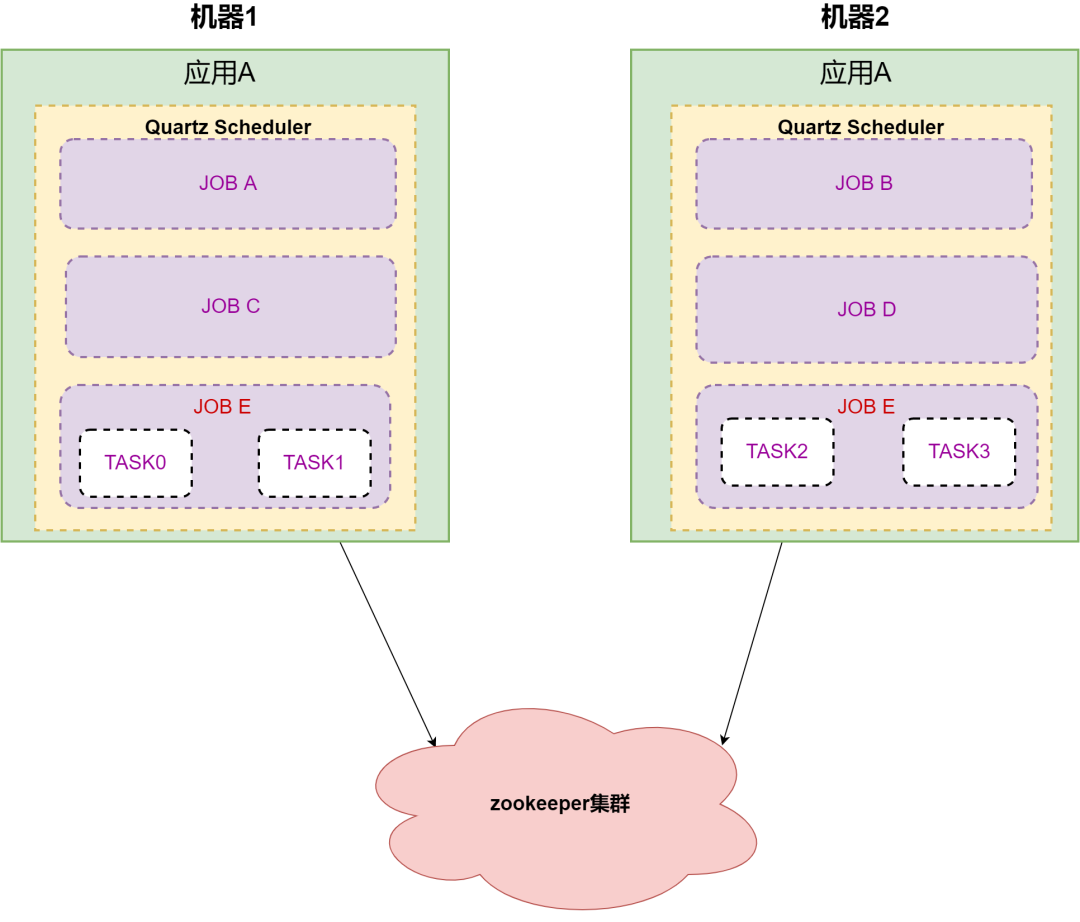 机器1
应用A
Quartz Scheduler
JOB A
JOB C
JOB E
TASK0
TASK1
机器2
应用A
Quartz Scheduler
JOB B
JOB D
JOB E
TASK2
TASK3
zookeeper集群